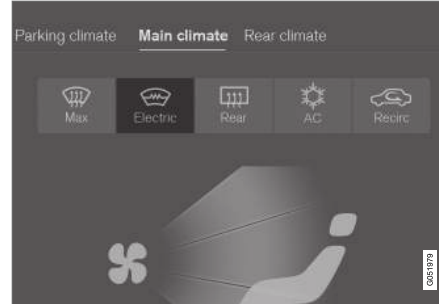 Parking climate Main climate Rear climate
Max Electric Rear AC Recirc
G051979